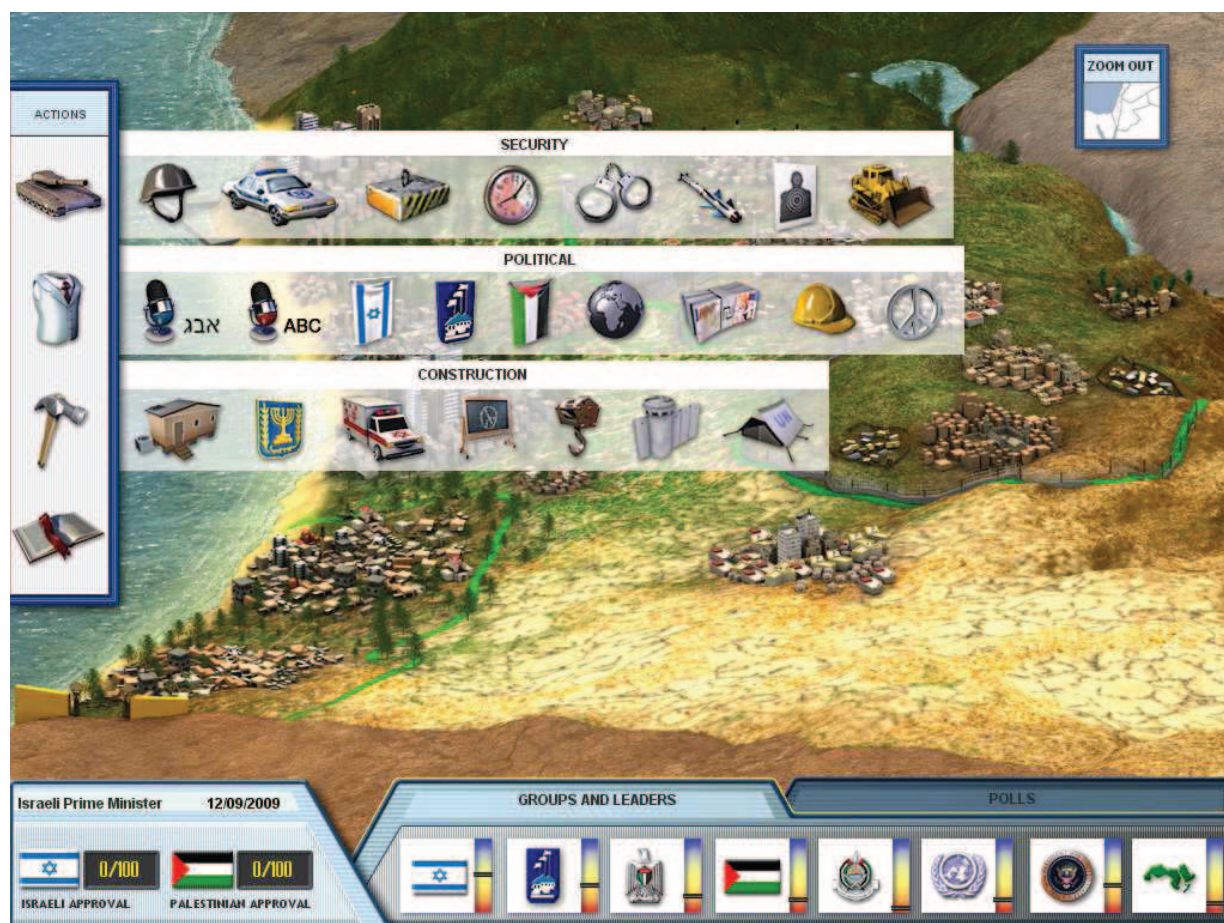 ZOOM OUT
ACTIONS
SECURITY
POLITICAL
אבג
ABC
CONSTRUCTION
UN
Israeli Prime Minister 12/09/2009
GROUPS AND LEADERS
POLLS
0/100
0/100
ISRAELI APPROVAL
PALESTINIAN APPROVAL